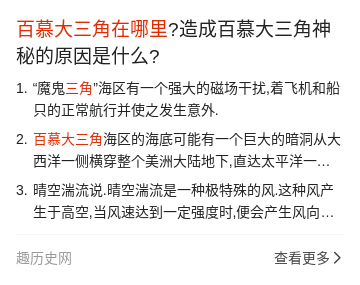 百慕大三角在哪里?造成百慕大三角神
秘的原因是什么?
1. “魔鬼三角”海区有一个强大的磁场干扰,着飞机和船
只的正常航行并使之发生意外.
2. 百慕大三角海区的海底可能有一个巨大的暗洞从大
西洋一侧横穿整个美洲大陆地下,直达太平洋一…
3. 晴空湍流说.晴空湍流是一种极特殊的风.这种风产
生于高空,当风速达到一定强度时,便会产生风向…
趣历史网
查看更多